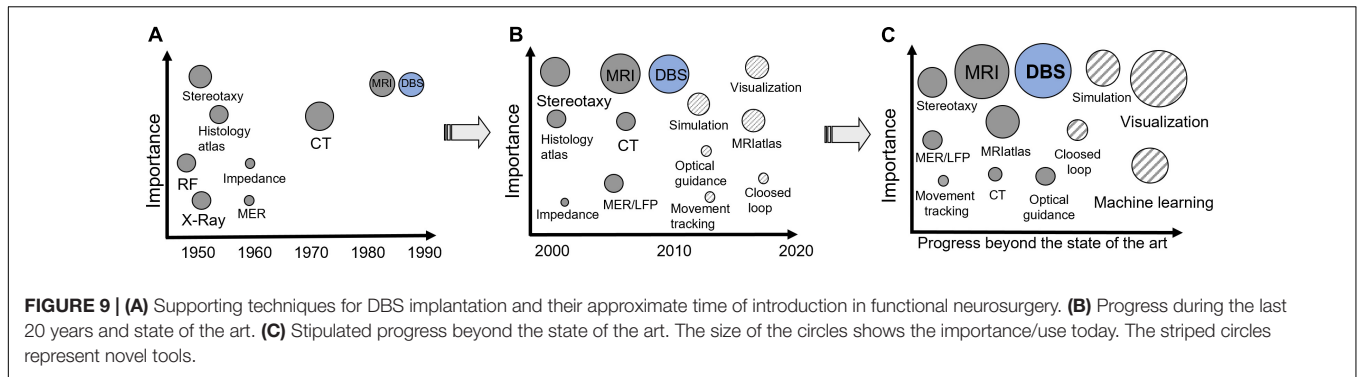 A
Importance
Stereotaxy
Histology
atlas
RF
Impedance
X-Ray
MER
CT
MRI
DBS
1950 1960 1970 1980 1990
B
Importance
Stereotaxy
MRI
DBS
Visualization
Histology
atlas
CT
Simulation
MRIatlas
Optical
guidance
Impedance
MER/LFP
Movement
tracking
Cloosed
loop
2000 2010 2020
C
Importance
Stereotaxy
MRI
DBS
Simulation
Visualization
MER/LFP
MRIatlas
Cloosed
loop
Movement
tracking
CT
Optical
guidance
Machine learning
Progress beyond the state of the art
FIGURE 9 | (A) Supporting techniques for DBS implantation and their approximate time of introduction in functional neurosurgery. (B) Progress during the last
20 years and state of the art. (C) Stipulated progress beyond the state of the art. The size of the circles shows the importance/use today. The striped circles
represent novel tools.